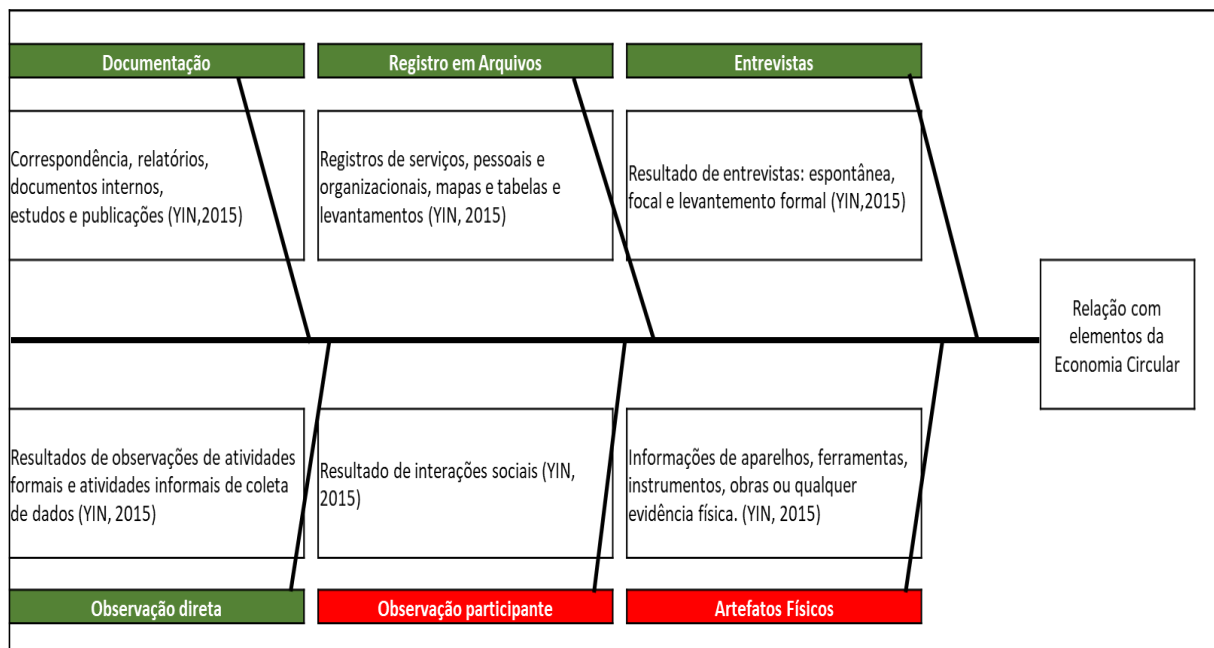 Documentação
Registro em Arquivos
Entrevistas
Correspondência, relatórios,
documentos internos,
estudos e publicações (YIN,2015)
Registros de serviços, pessoais e
organizacionais, mapas e tabelas e
levantamentos (YIN, 2015)
Resultado de entrevistas: espontânea,
focal e levantemento formal (YIN,2015)
Relação com
elementos da
Economia Circular
Resultados de observações de atividades
formais e atividades informais de coleta
de dados (YIN, 2015)
Resultado de interações sociais (YIN,
2015)
Informações de aparelhos, ferramentas,
instrumentos, obras ou qualquer
evidência física. (YIN, 2015)
Observação direta
Observação participante
Artefatos Físicos